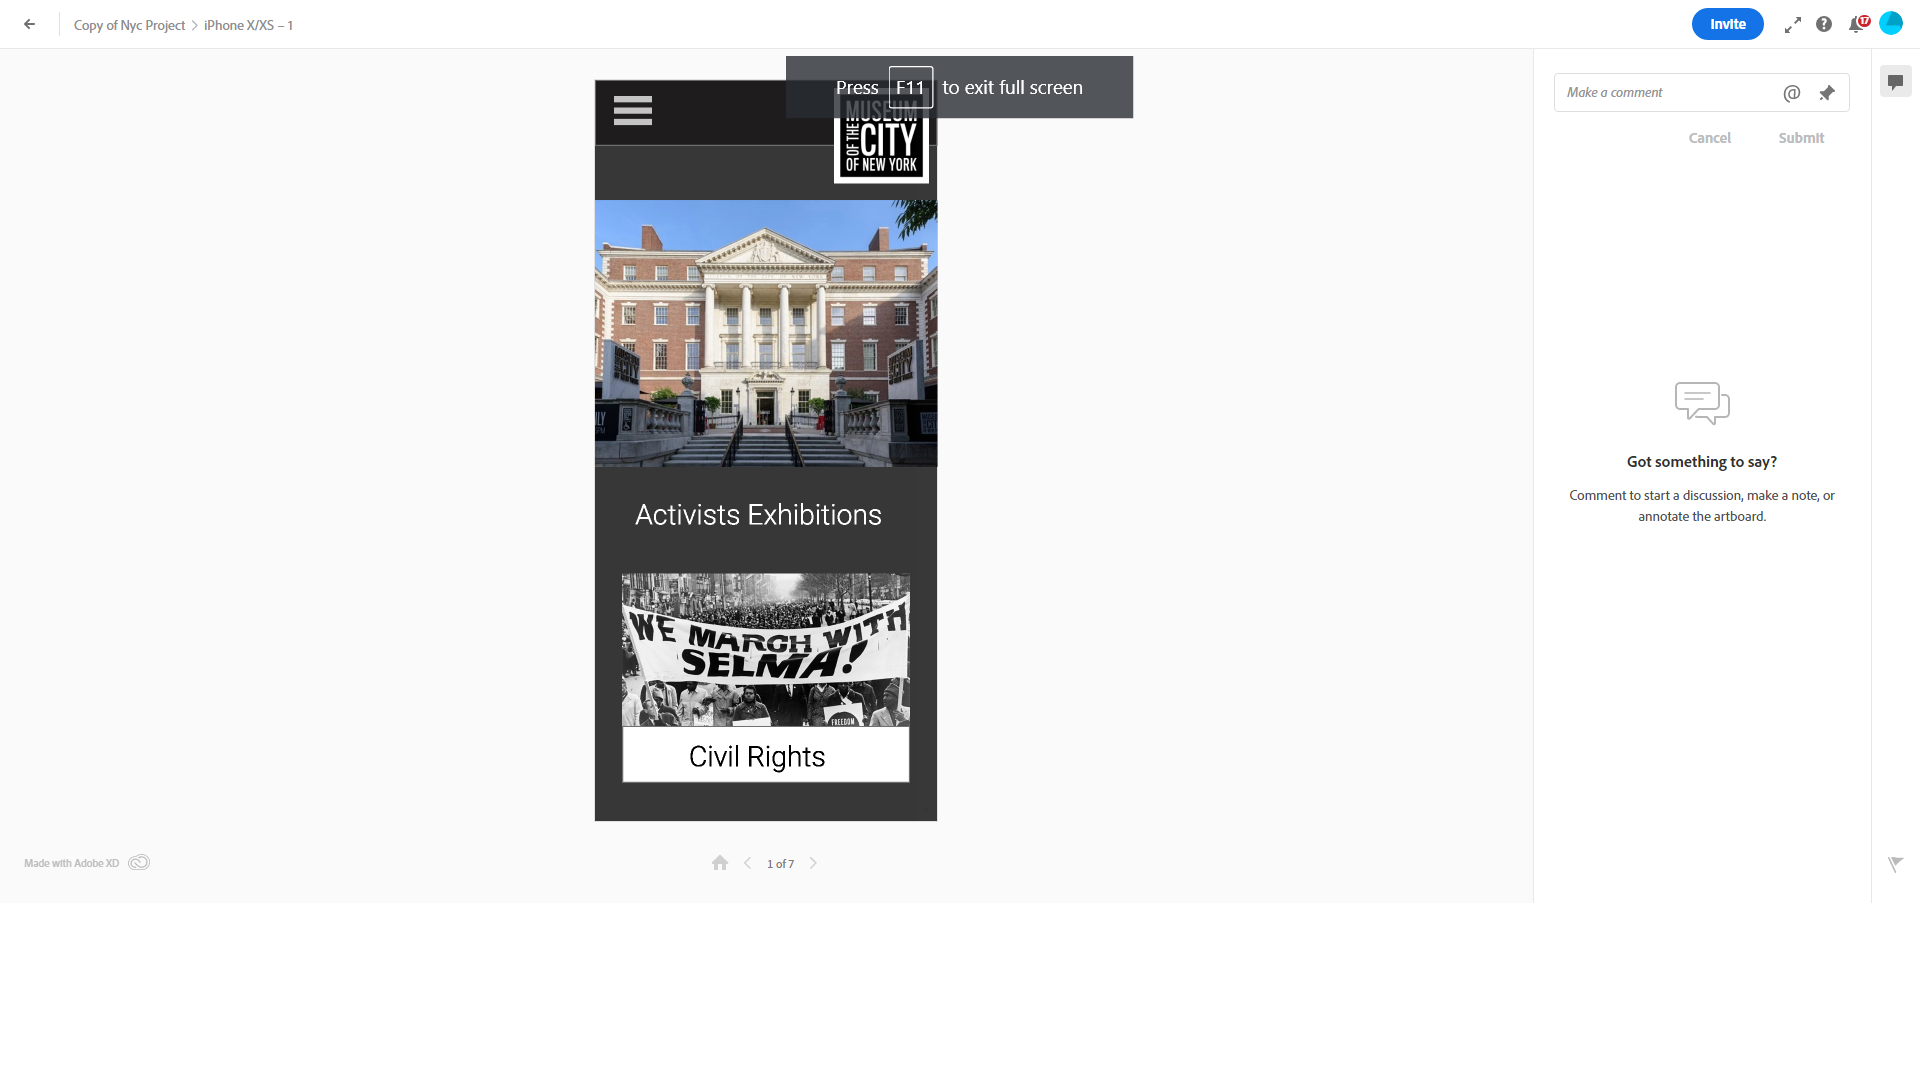 Copy of Nyc Project > iPhone X/XS – 1
Invite
17
Press F11 to exit full screen
MUSEUM
OF THE
CITY
OF NEW YORK
Make a comment
@
Cancel
Submit
Activists Exhibitions
WE MARCH WITH
SELMA!
FREEDOM
Civil Rights
Got something to say?
Comment to start a discussion, make a note, or
annotate the artboard.
Made with Adobe XD
1 of 7